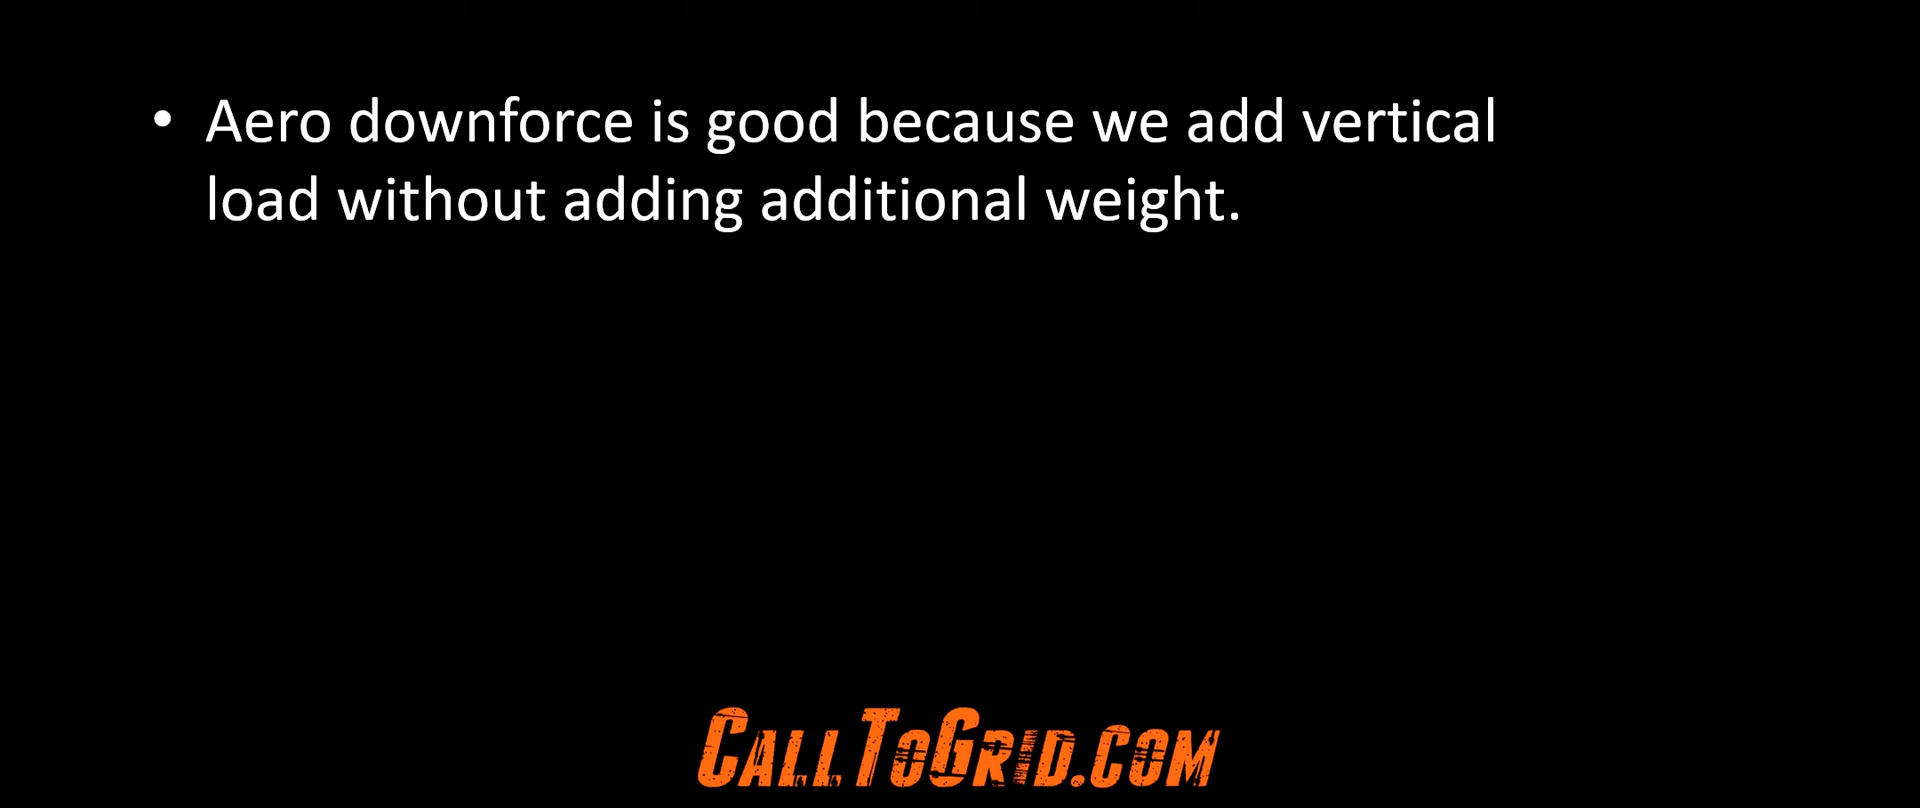 • Aero downforce is good because we add vertical
load without adding additional weight.
CALLTOGRID.COM